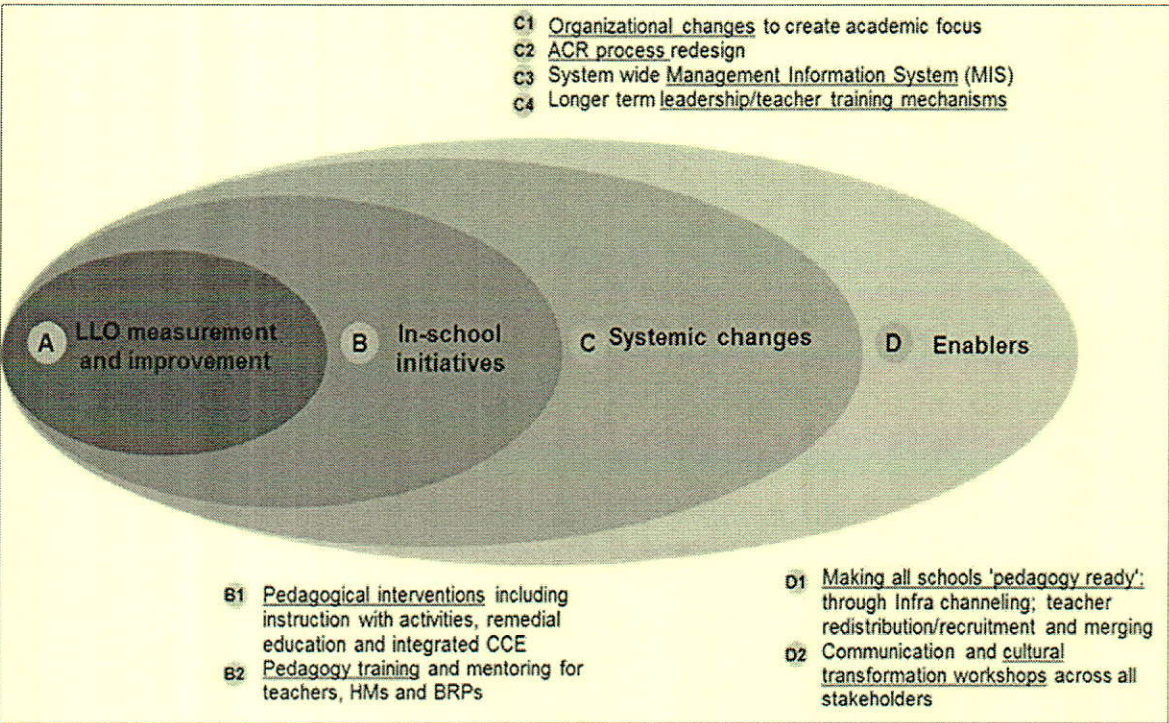 C1 Organizational changes to create academic focus
C2 ACR process redesign
C3 System wide Management Information System (MIS)
C4 Longer term leadership/teacher training mechanisms
A LLO measurement
and improvement
B In-school
initiatives
C Systemic changes
D Enablers
B1 Pedagogical interventions including
instruction with activities, remedial
education and integrated CCE
B2 Pedagogy training and mentoring for
teachers, HMs and BRPs
D1 Making all schools 'pedagogy ready':
through Infra channeling; teacher
redistribution/recruitment and merging
D2 Communication and cultural
transformation workshops across all
stakeholders